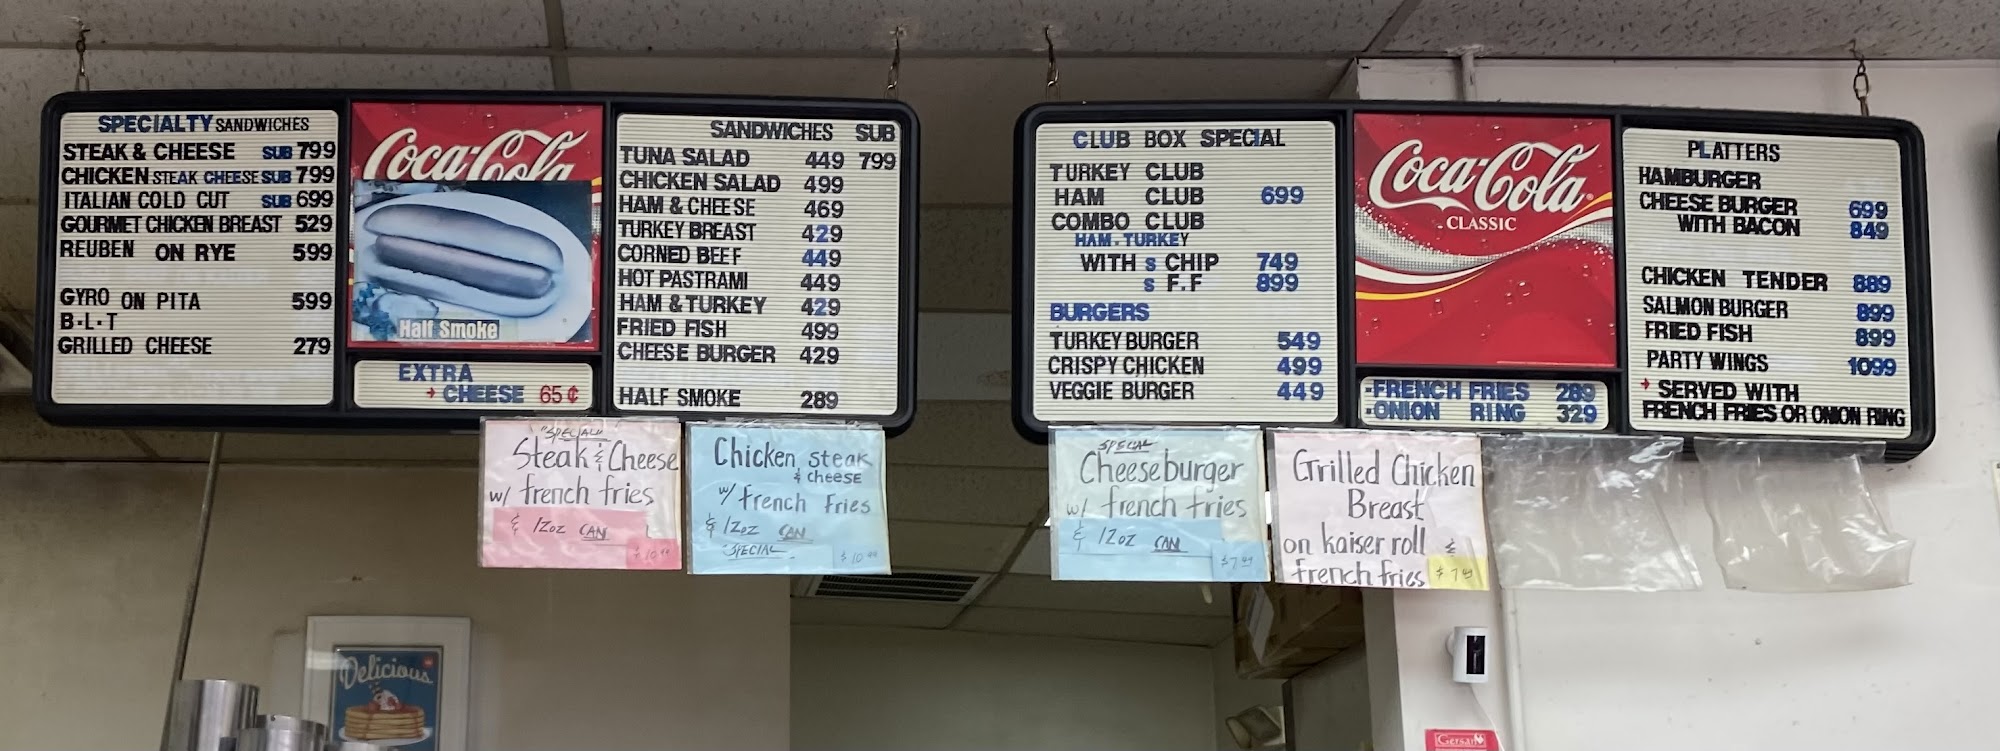 SPECIALTY SANDWICHES
STEAK & CHEESE SUB 799
CHICKEN STEAK CHEESE SUB 799
ITALIAN COLD CUT SUB 699
GOURMET CHICKEN BREAST 529
REUBEN ON RYE 599
GYRO ON PITA 599
B·L·T
GRILLED CHEESE 279
Coca-Cola
Half Smoke
EXTRA
CHEESE 65¢
SANDWICHES SUB
TUNA SALAD 449 799
CHICKEN SALAD 499
HAM & CHEESE 469
TURKEY BREAST 429
CORNED BEEF 449
HOT PASTRAMI 449
HAM & TURKEY 429
FRIED FISH 499
CHEESE BURGER 429
HALF SMOKE 289
"SPECIAL"
Steak & Cheese
w/ french fries
& 12oz CAN
Chicken steak
& CHEESE
w/ french fries
& 12oz CAN
SPECIAL
CLUB BOX SPECIAL
TURKEY CLUB
HAM CLUB 699
COMBO CLUB
HAM.TURKEY
WITH s CHIP 749
s F.F 899
BURGERS
TURKEY BURGER 549
CRISPY CHICKEN 499
VEGGIE BURGER 449
Coca-Cola
CLASSIC
-FRENCH FRIES 289
-ONION RING 329
PLATTERS
HAMBURGER
CHEESE BURGER 699
WITH BACON 849
CHICKEN TENDER 889
SALMON BURGER 899
FRIED FISH 899
PARTY WINGS 1099
SERVED WITH
FRENCH FRIES OR ONION RING
SPECIAL
Cheeseburger
w/ french fries
& 12oz CAN
Grilled Chicken
Breast
on kaiser roll &
french fries
Delicious